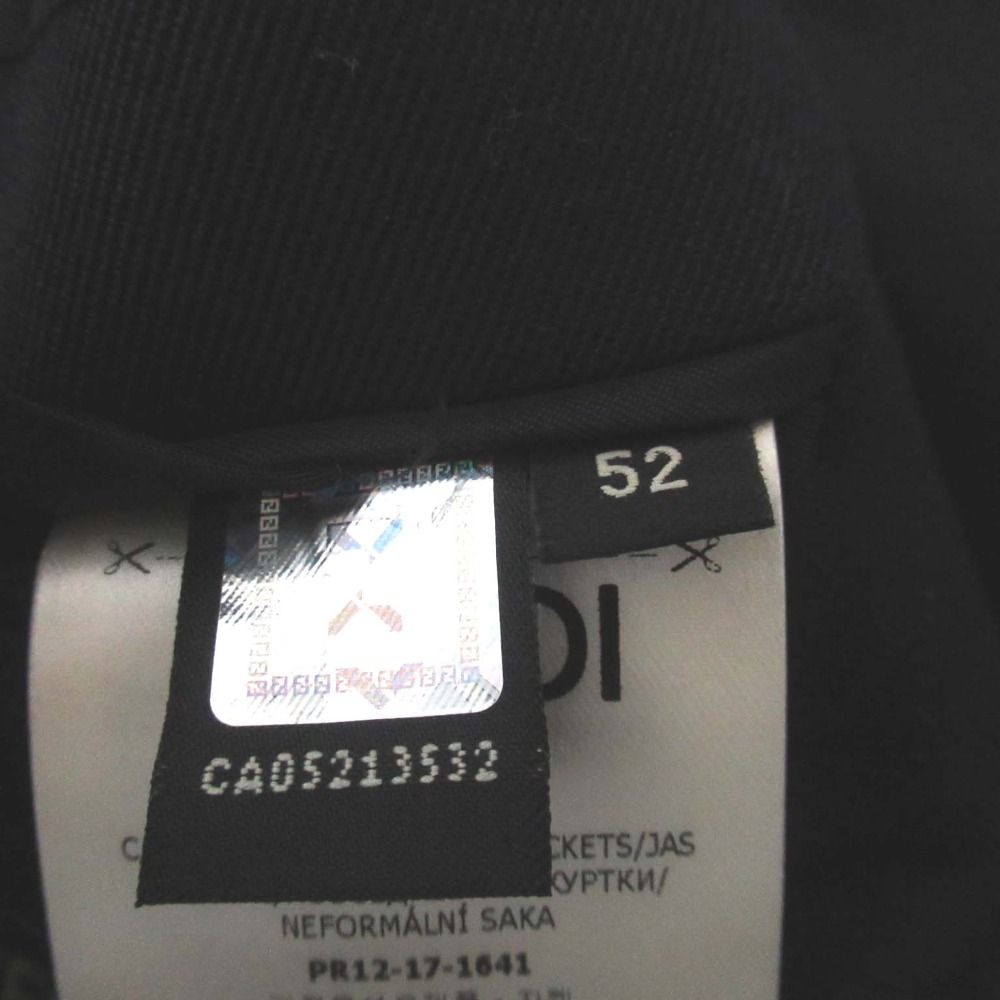 52
DI
CA05213532
CKETS/JAS
КУРТКИ/
NEFORMÁLNÍ SAKA
PR12-17-1641